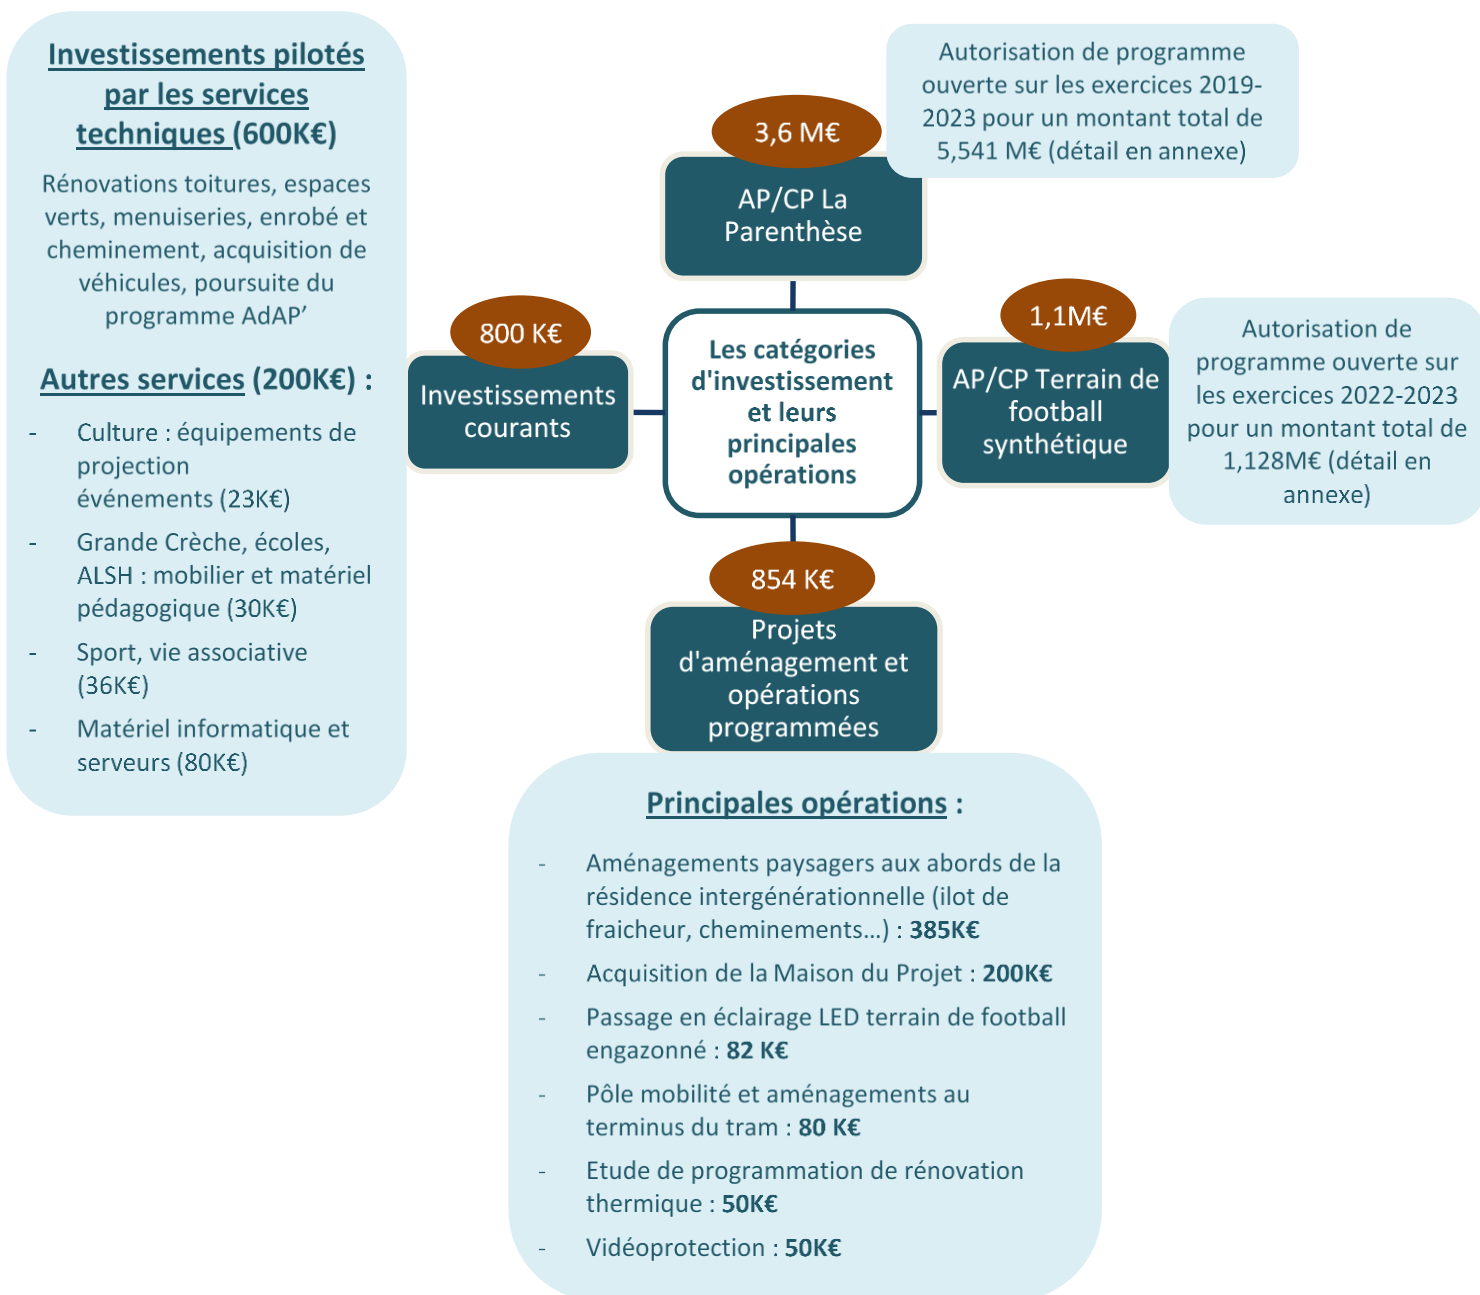 Investissements pilotés
par les services
techniques (600K€)
Rénovations toitures, espaces
verts, menuiseries, enrobé et
cheminement, acquisition de
véhicules, poursuite du
programme AdAP’
Autres services (200K€) :
- Culture : équipements de
projection
événements (23K€)
- Grande Crèche, écoles,
ALSH : mobilier et matériel
pédagogique (30K€)
- Sport, vie associative
(36K€)
- Matériel informatique et
serveurs (80K€)
800 K€
Investissements
courants
3,6 M€
AP/CP La
Parenthèse
Autorisation de programme
ouverte sur les exercices 2019-
2023 pour un montant total de
5,541 M€ (détail en annexe)
Les catégories
d'investissement
et leurs
principales
opérations
1,1M€
AP/CP Terrain de
football
synthétique
Autorisation de
programme ouverte sur
les exercices 2022-2023
pour un montant total de
1,128M€ (détail en
annexe)
854 K€
Projets
d'aménagement et
opérations
programmées
Principales opérations :
- Aménagements paysagers aux abords de la
résidence intergénérationnelle (ilot de
fraicheur, cheminements…) : 385K€
- Acquisition de la Maison du Projet : 200K€
- Passage en éclairage LED terrain de football
engazonné : 82 K€
- Pôle mobilité et aménagements au
terminus du tram : 80 K€
- Etude de programmation de rénovation
thermique : 50K€
- Vidéoprotection : 50K€